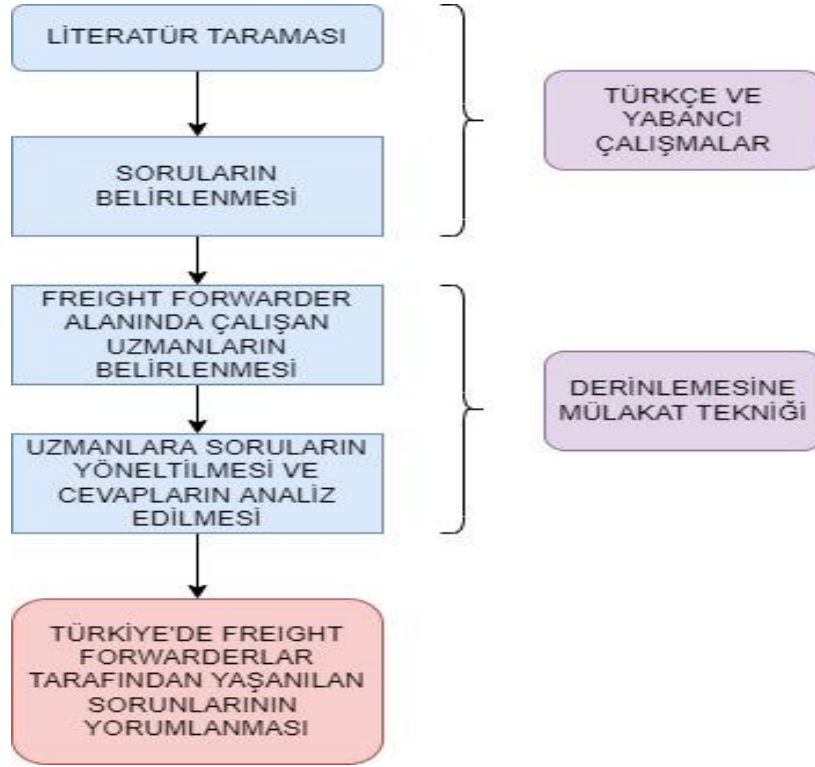 LİTERATÜR TARAMASI
SORULARIN
BELİRLENMESİ
TÜRKÇE VE
YABANCI
ÇALIŞMALAR
FREIGHT FORWARDER
ALANINDA ÇALIŞAN
UZMANLARIN
BELİRLENMESİ
UZMANLARA SORULARIN
YÖNELTİLMESİ VE
CEVAPLARIN ANALİZ
EDİLMESİ
DERİNLEMESİNE
MÜLAKAT TEKNİĞİ
TÜRKİYE'DE FREIGHT
FORWARDERLAR
TARAFINDAN YAŞANILAN
SORUNLARININ
YORUMLANMASI